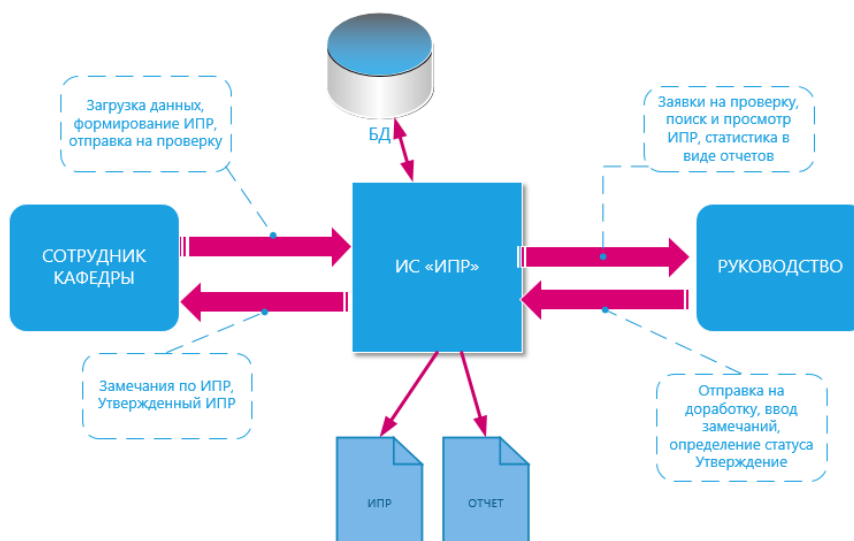 БД
Загрузка данных,
формирование ИПР,
отправка на проверку
Заявки на проверку,
поиск и просмотр
ИПР, статистика в
виде отчетов
СОТРУДНИК
КАФЕДРЫ
ИС «ИПР»
РУКОВОДСТВО
Замечания по ИПР,
Утвержденный ИПР
Отправка на
доработку, ввод
замечаний,
определение статуса
Утверждение
ИПР
ОТЧЕТ